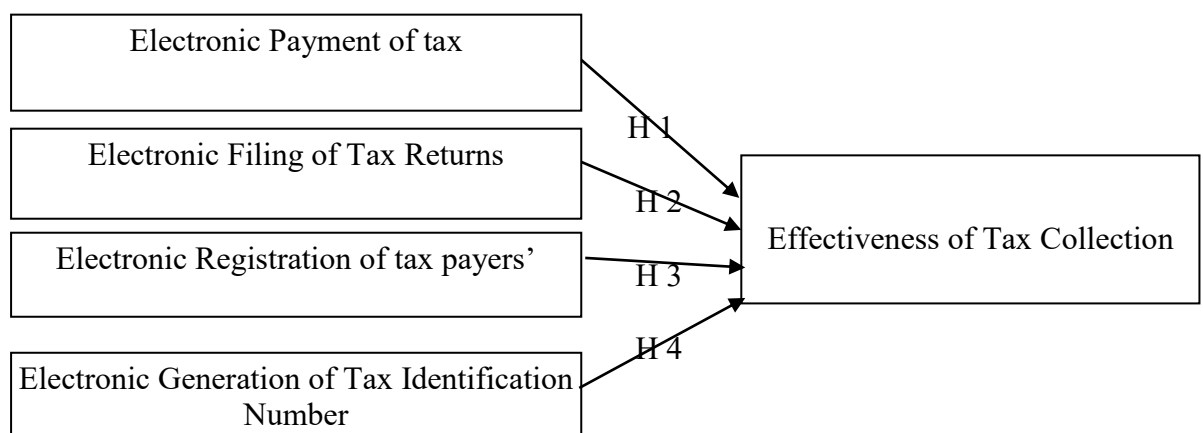 Electronic Payment of tax
H 1
Electronic Filing of Tax Returns
H 2
Effectiveness of Tax Collection
Electronic Registration of tax payers’
H 3
H 4
Electronic Generation of Tax Identification
Number